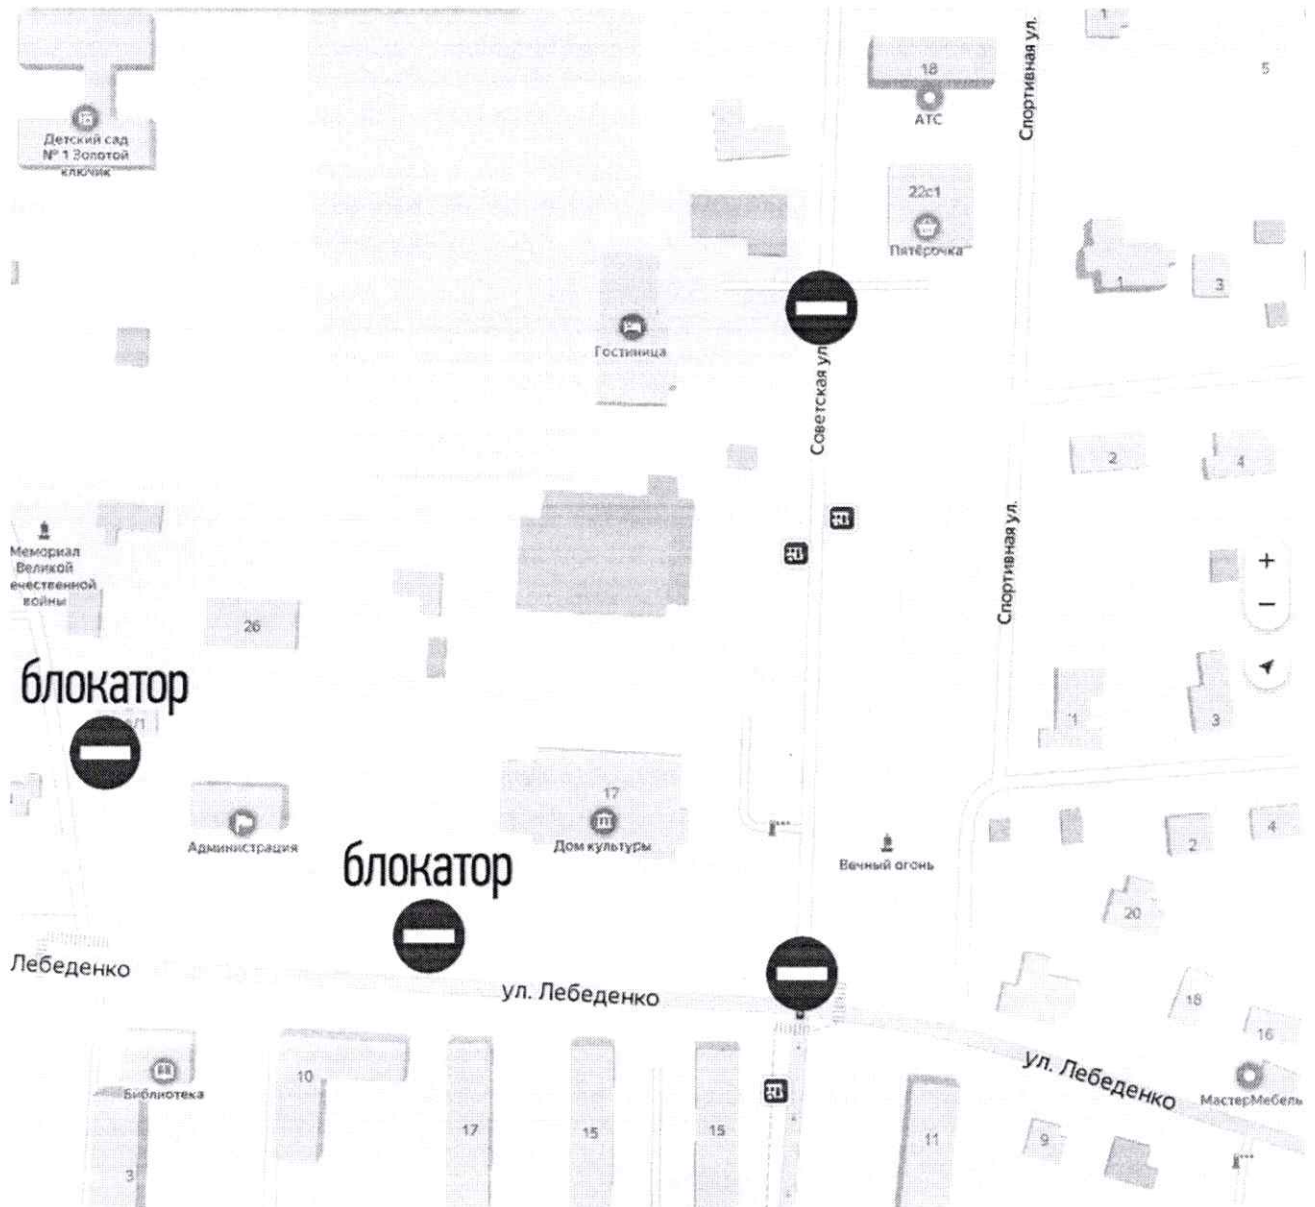 1
18
5
АТС
Спортивная ул.
Детский сад
№ 1 Золотой
ключик
22с1
Пятёрочка
1
3
Гостиница
Советская ул
2
4
Спортивная ул.
Мемориал
Великой
ечественной
войны
+
−
26
блокатор
/1
1
3
17
Дом культуры
Администрация
2
4
Вечный огонь
блокатор
20
Лебеденко
ул. Лебеденко
18
16
ул. Лебеденко
МастерМебель
Библиотека
10
17
15
15
11
9
3